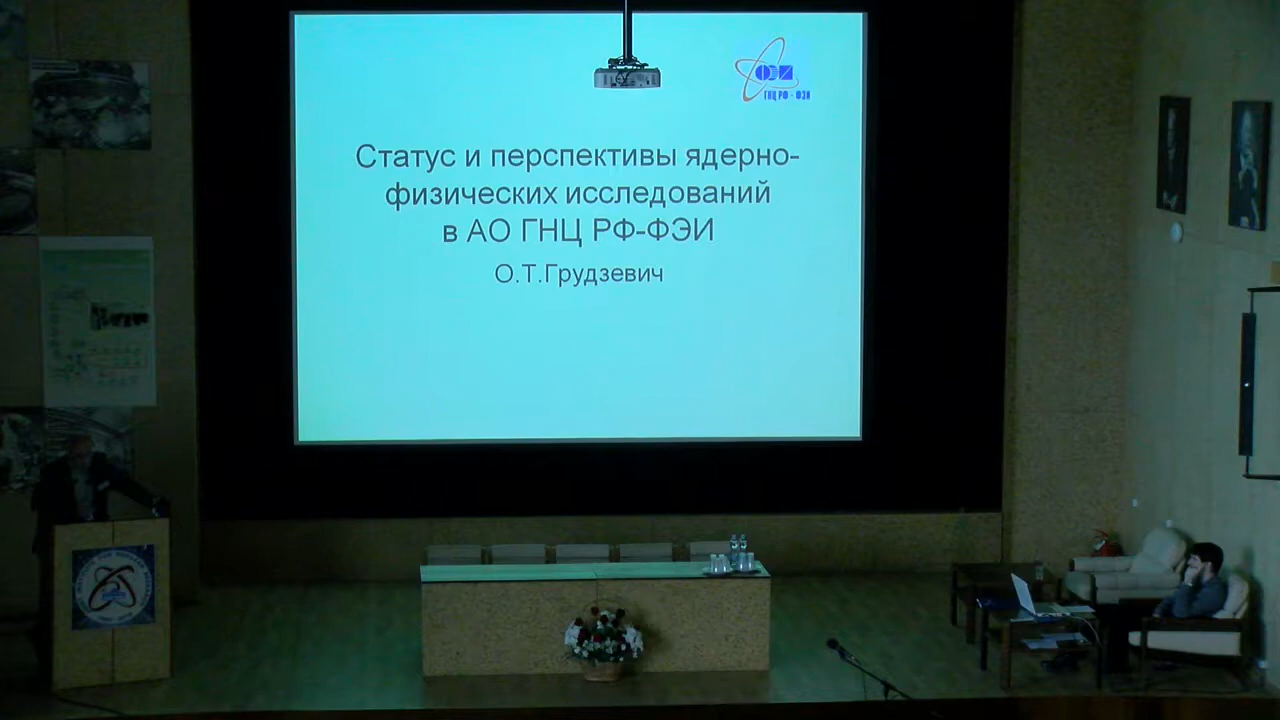 ФЭИ
ГНЦ РФ - ФЭИ
Статус и перспективы ядерно-
физических исследований
в АО ГНЦ РФ-ФЭИ
О.Т.Грудзевич